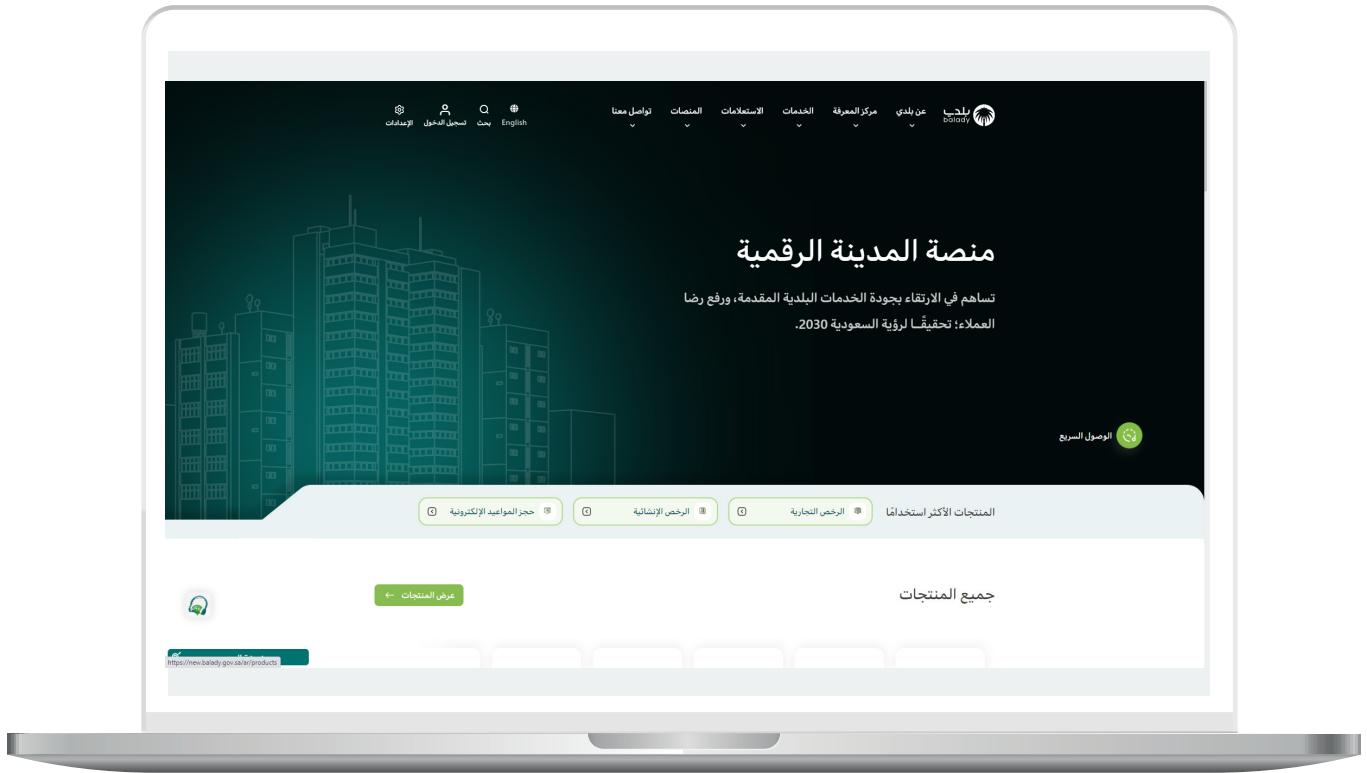 بلدي
balady
عن بلدي
مركز المعرفة
الخدمات
الاستعلامات
المنصات
تواصل معنا
English
بحث
تسجيل الدخول
الإعدادات
منصة المدينة الرقمية
تساهم في الارتقاء بجودة الخدمات البلدية المقدمة، ورفع رضا
العملاء؛ تحقيقًـا لرؤية السعودية 2030.
الوصول السريع
المنتجات الأكثر استخدامًا
الرخص التجارية
الرخص الإنشائية
حجز المواعيد الإلكترونية
جميع المنتجات
عرض المنتجات
https://new.balady.gov.sa/ar/products